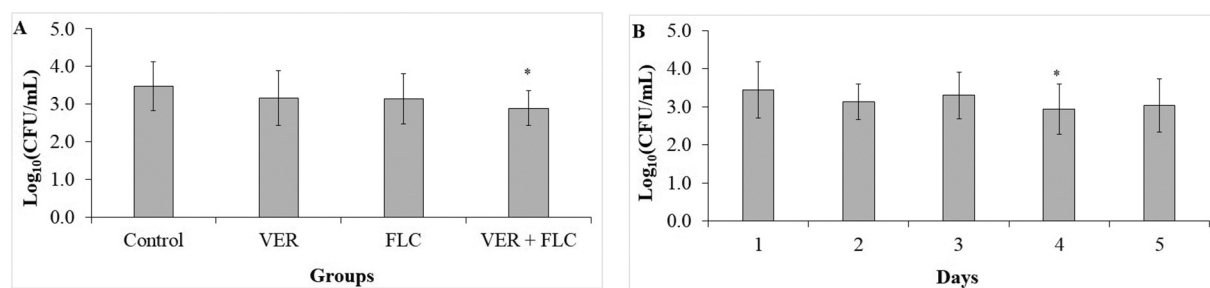 A
5.0
4.0
3.0
2.0
1.0
0.0
Log₁₀(CFU/mL)
*
Control VER FLC VER + FLC
Groups
B
5.0
4.0
3.0
2.0
1.0
0.0
Log₁₀(CFU/mL)
*
1 2 3 4 5
Days